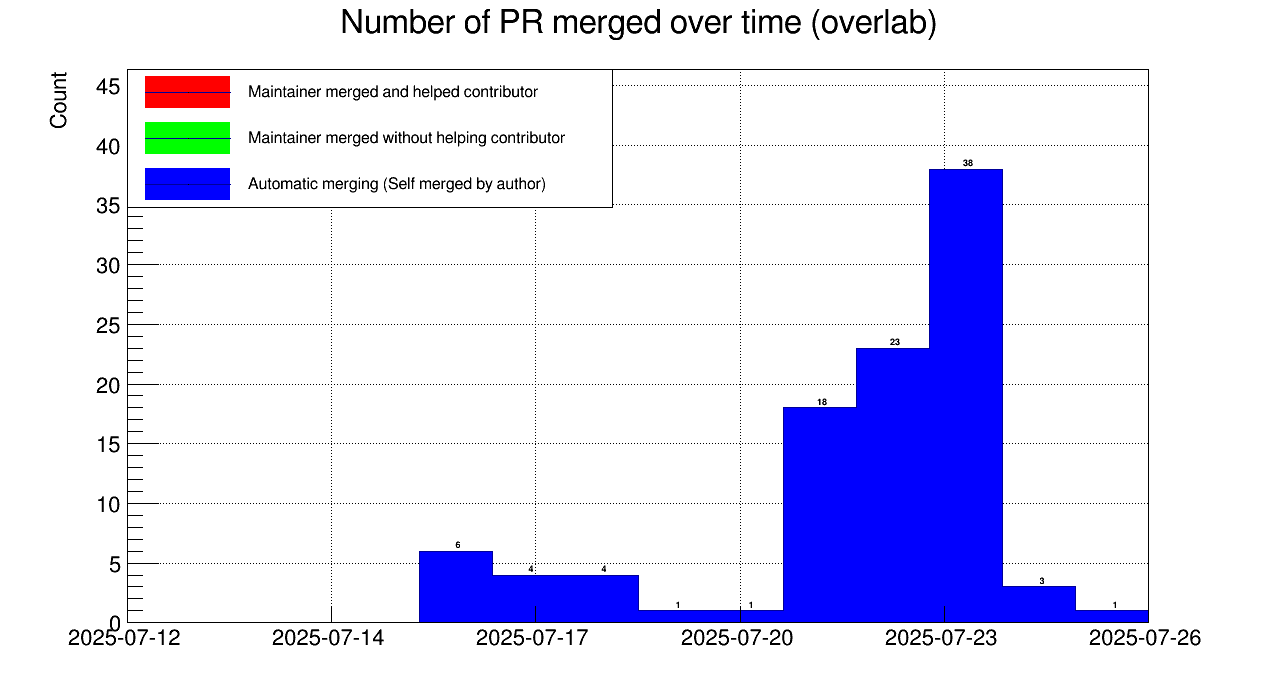 Number of PR merged over time (overlab)
Count
45
40
35
30
25
20
15
10
5
0
Maintainer merged and helped contributor
Maintainer merged without helping contributor
Automatic merging (Self merged by author)
38
23
18
6
4 4
3
1 1 1
2025-07-12 2025-07-14 2025-07-17 2025-07-20 2025-07-23 2025-07-26